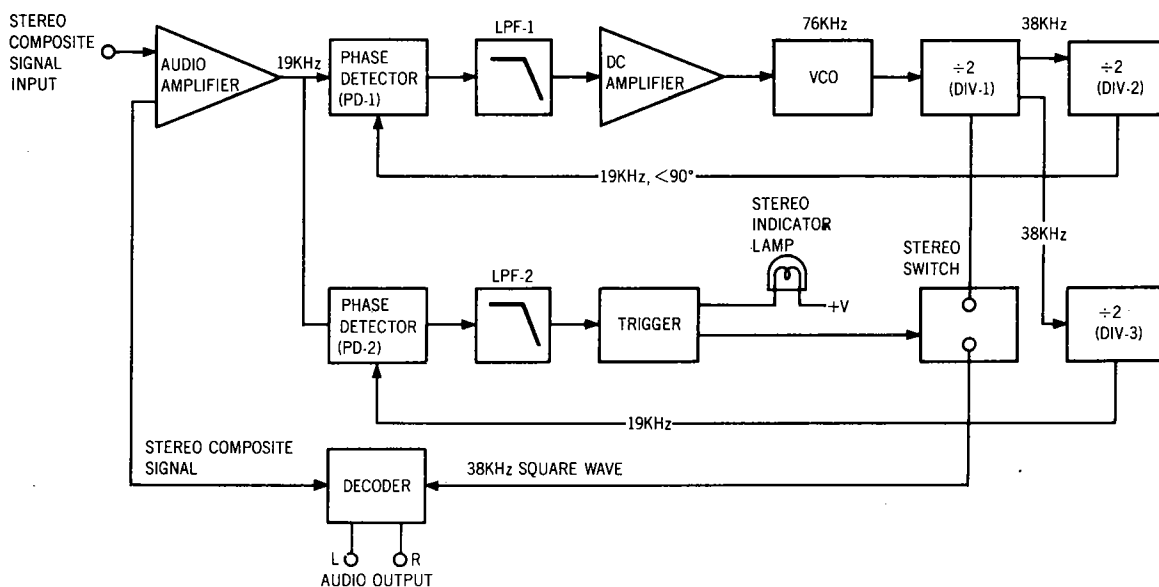 STEREO
COMPOSITE
SIGNAL
INPUT
AUDIO
AMPLIFIER
19KHz
PHASE
DETECTOR
(PD-1)
LPF-1
DC
AMPLIFIER
76KHz
VCO
÷2
(DIV-1)
38KHz
÷2
(DIV-2)
19KHz, <90°
38KHz
STEREO
INDICATOR
LAMP
+V
STEREO
SWITCH
PHASE
DETECTOR
(PD-2)
LPF-2
TRIGGER
÷2
(DIV-3)
19KHz
STEREO COMPOSITE
SIGNAL
DECODER
38KHz SQUARE WAVE
L R
AUDIO OUTPUT